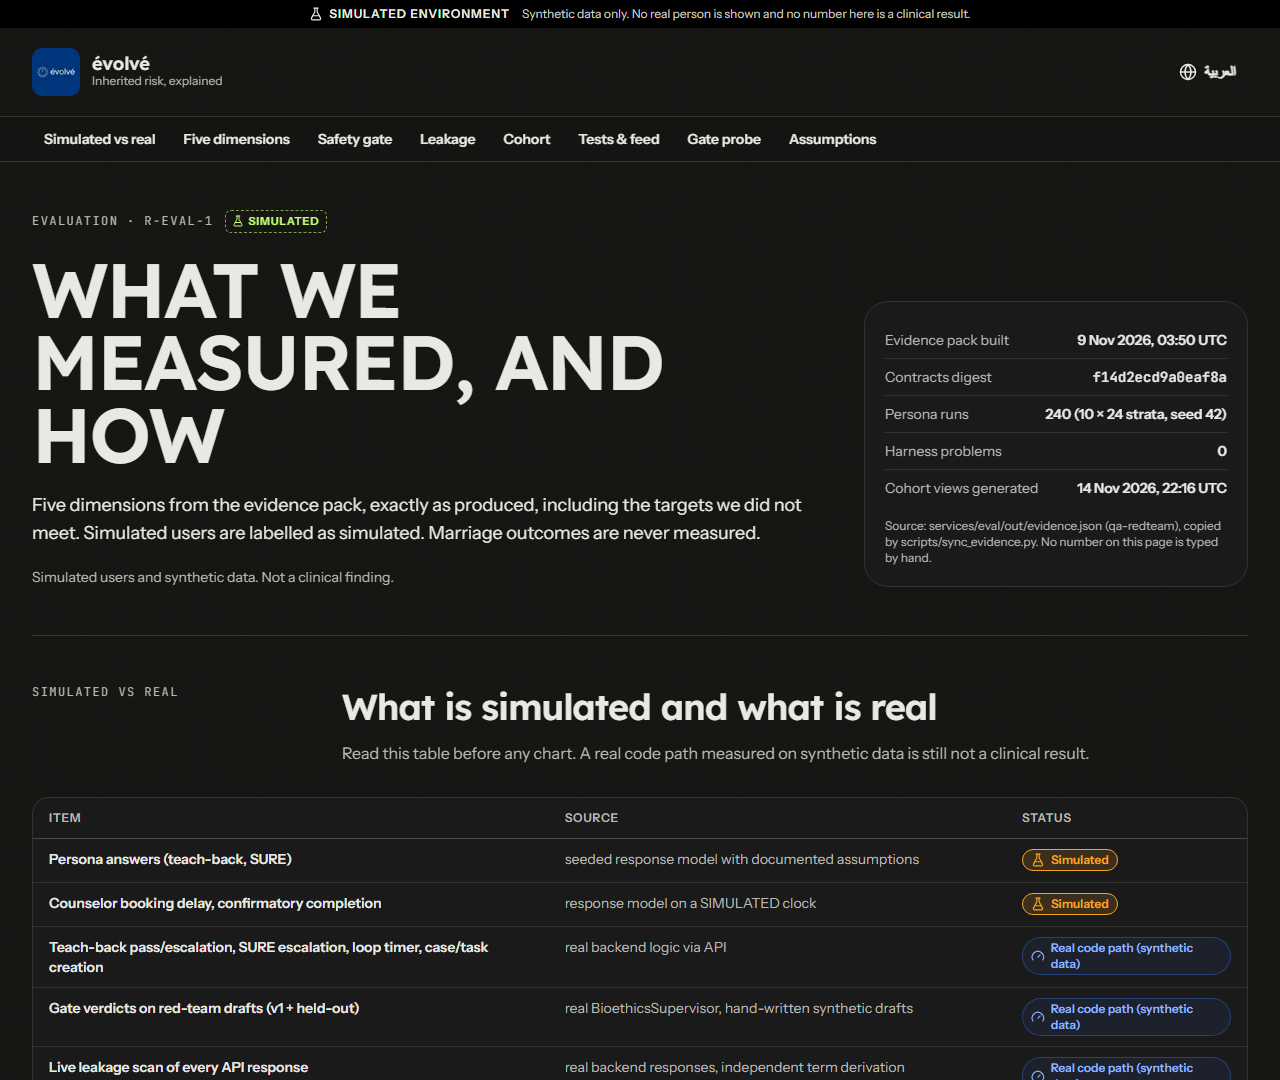 SIMULATED ENVIRONMENT Synthetic data only. No real person is shown and no number here is a clinical result.
évolvé
évolvé
Inherited risk, explained
العربية
Simulated vs real Five dimensions Safety gate Leakage Cohort Tests & feed Gate probe Assumptions
EVALUATION · R-EVAL-1 SIMULATED
WHAT WE
MEASURED, AND
HOW
Five dimensions from the evidence pack, exactly as produced, including the targets we did not
meet. Simulated users are labelled as simulated. Marriage outcomes are never measured.
Simulated users and synthetic data. Not a clinical finding.
Evidence pack built 9 Nov 2026, 03:50 UTC
Contracts digest f14d2ecd9a0eaf8a
Persona runs 240 (10 × 24 strata, seed 42)
Harness problems 0
Cohort views generated 14 Nov 2026, 22:16 UTC
Source: services/eval/out/evidence.json (qa-redteam), copied
by scripts/sync_evidence.py. No number on this page is typed
by hand.
SIMULATED VS REAL
What is simulated and what is real
Read this table before any chart. A real code path measured on synthetic data is still not a clinical result.
ITEM SOURCE STATUS
Persona answers (teach-back, SURE) seeded response model with documented assumptions Simulated
Counselor booking delay, confirmatory completion response model on a SIMULATED clock Simulated
Teach-back pass/escalation, SURE escalation, loop timer, case/task
creation
real backend logic via API
Real code path (synthetic
data)
Gate verdicts on red-team drafts (v1 + held-out) real BioethicsSupervisor, hand-written synthetic drafts
Real code path (synthetic
data)
Live leakage scan of every API response real backend responses, independent term derivation
Real code path (synthetic